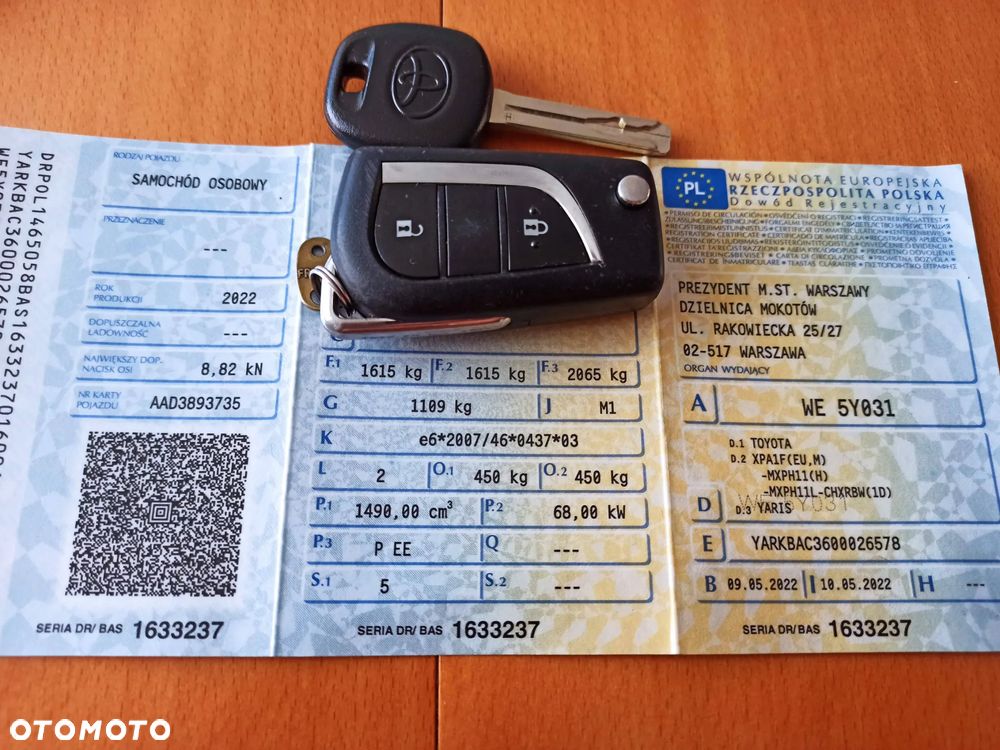 DRPOL1465058BAS1633237016
YARKBAC3600026578
RODZAJ POJAZDU
SAMOCHÓD OSOBOWY
PRZEZNACZENIE
---
ROK PRODUKCJI 2022
DOPUSZCZALNA ŁADOWNOŚĆ ---
NAJWIĘKSZY DOP. NACISK OSI 8,82 kN
NR KARTY POJAZDU AAD3893735
SERIA DR/ BAS 1633237
F.1 1615 kg F.2 1615 kg F.3 2065 kg
G 1109 kg J M1
K e6*2007/46*0437*03
L 2 O.1 450 kg O.2 450 kg
P.1 1490,00 cm³ P.2 68,00 kW
P.3 P EE Q ---
S.1 5 S.2 ---
SERIA DR/ BAS 1633237
PL
WSPÓLNOTA EUROPEJSKA
RZECZPOSPOLITA POLSKA
Dowód Rejestracyjny
PREZYDENT M.ST. WARSZAWY
DZIELNICA MOKOTÓW
UL. RAKOWIECKA 25/27
02-517 WARSZAWA
ORGAN WYDAJĄCY
A WE 5Y031
D.1 TOYOTA
D.2 XPA1F(EU,M)
-MXPH11(H)
-MXPH11L-CHXRBW(1D)
D D.3 YARIS
WE 5Y031
E YARKBAC3600026578
B 09.05.2022 I 10.05.2022 H ---
SERIA DR/ BAS 1633237
OTOMOTO